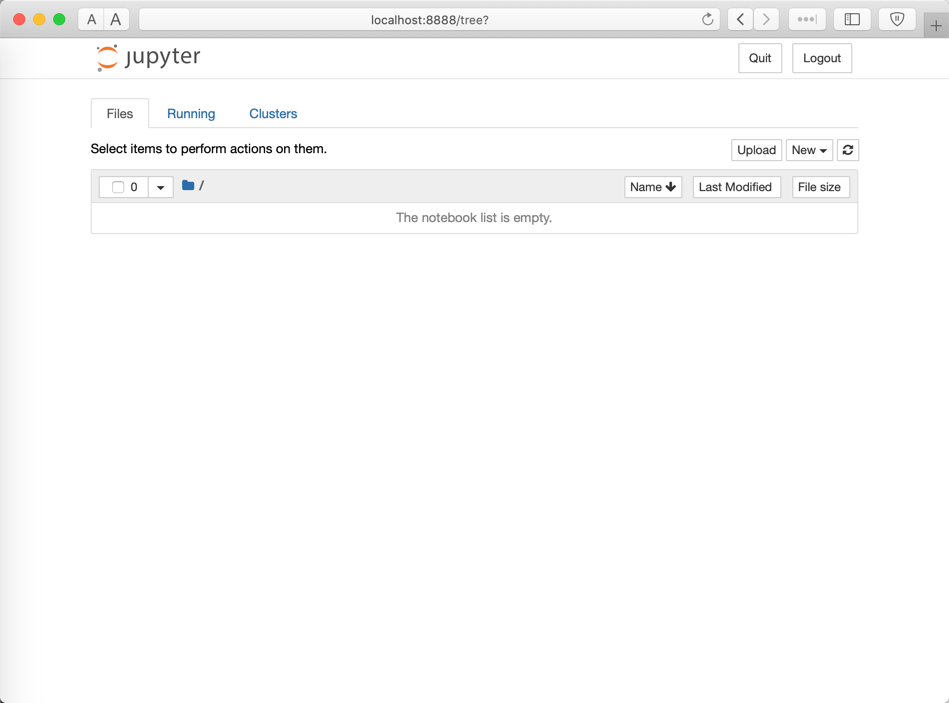 A A localhost:8888/tree?
jupyter Quit Logout
Files Running Clusters
Select items to perform actions on them. Upload New
0 / Name Last Modified File size
The notebook list is empty.